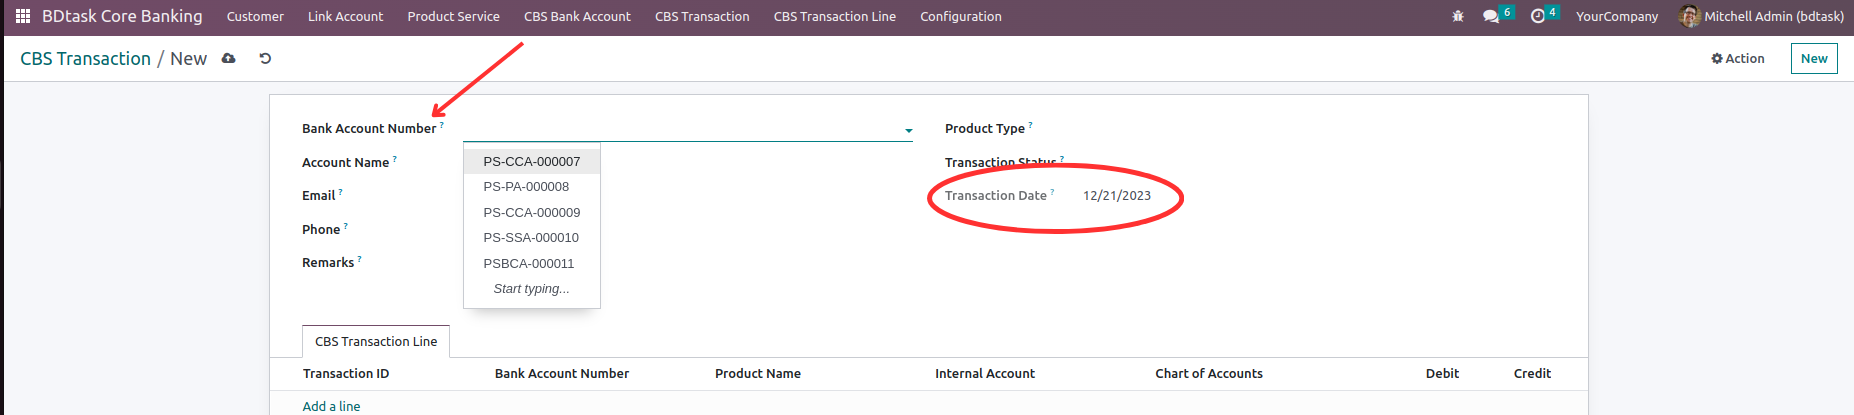 BDtask Core Banking Customer Link Account Product Service CBS Bank Account CBS Transaction CBS Transaction Line Configuration 6 4 YourCompany Mitchell Admin (bdtask)
CBS Transaction / New Action New
Bank Account Number ? Product Type ?
Account Name ? PS-CCA-000007 Transaction Status ?
Email ? PS-PA-000008 Transaction Date ? 12/21/2023
PS-CCA-000009
Phone ? PS-SSA-000010
Remarks ? PSBCA-000011
Start typing...
CBS Transaction Line
Transaction ID Bank Account Number Product Name Internal Account Chart of Accounts Debit Credit
Add a line